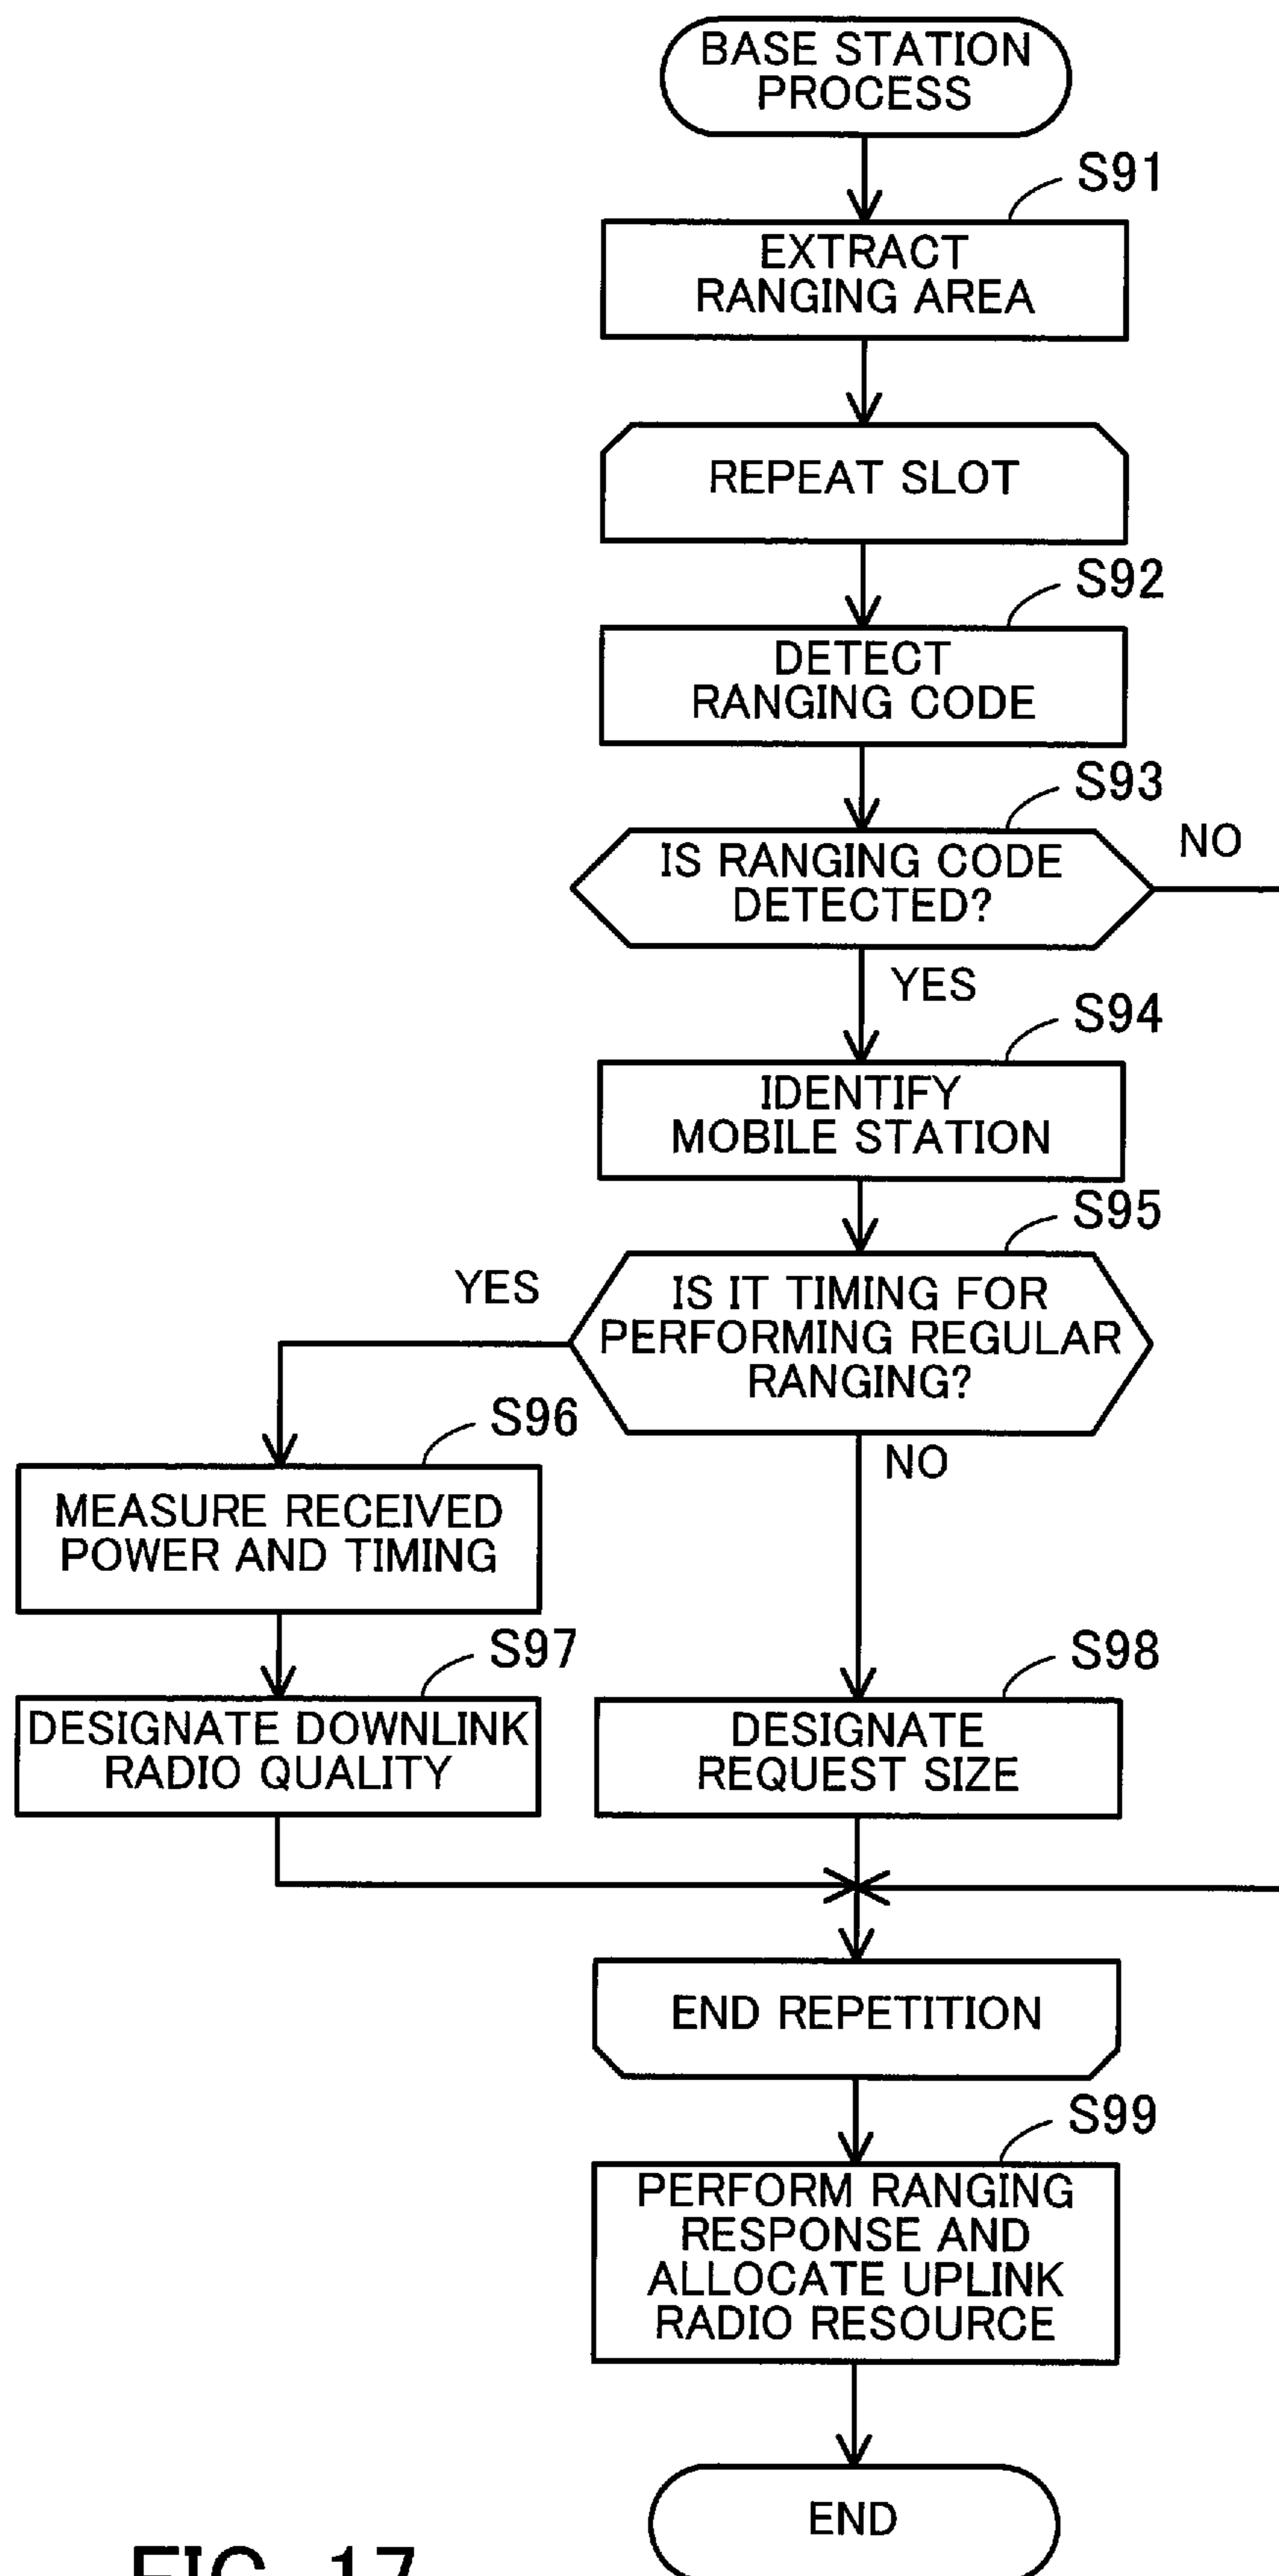 BASE STATION
PROCESS
S91
EXTRACT
RANGING AREA
REPEAT SLOT
S92
DETECT
RANGING CODE
S93
IS RANGING CODE
DETECTED?
NO
YES
S94
IDENTIFY
MOBILE STATION
S95
IS IT TIMING FOR
PERFORMING REGULAR
RANGING?
YES
NO
S96
MEASURE RECEIVED
POWER AND TIMING
S97
DESIGNATE DOWNLINK
RADIO QUALITY
S98
DESIGNATE
REQUEST SIZE
END REPETITION
S99
PERFORM RANGING
RESPONSE AND
ALLOCATE UPLINK
RADIO RESOURCE
END
FIG. 17